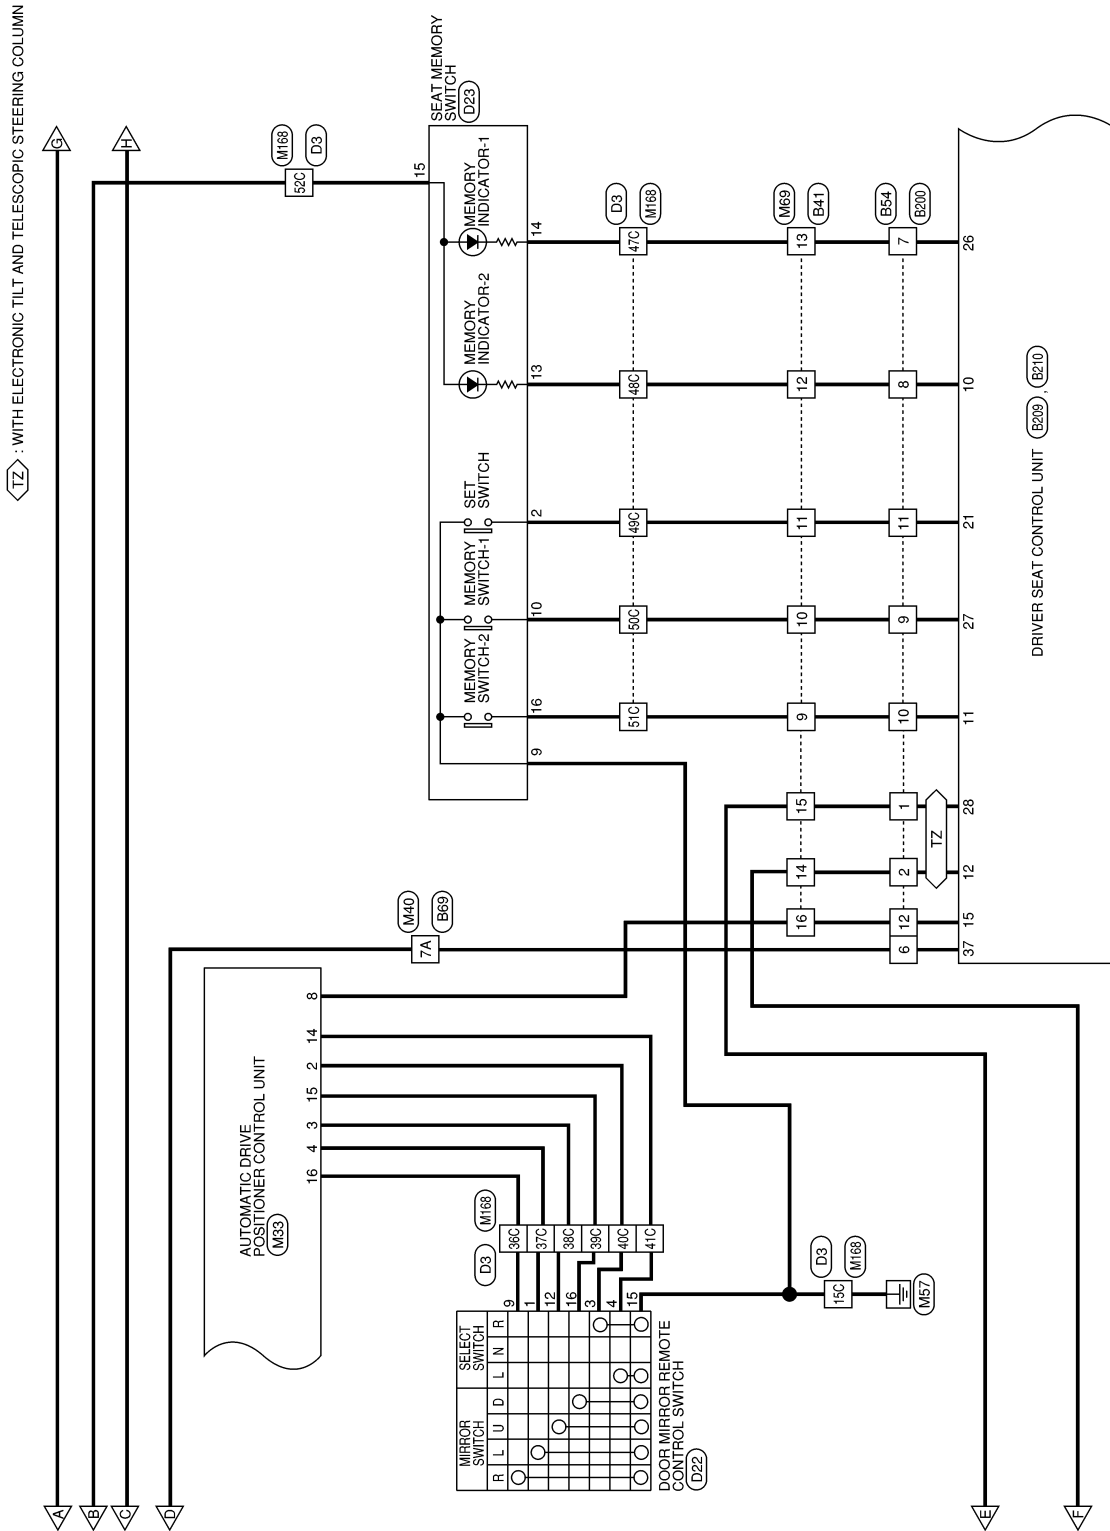 TZ : WITH ELECTRONIC TILT AND TELESCOPIC STEERING COLUMN
A
G
B
C
H
D
52C
M168
D3
AUTOMATIC DRIVE
POSITIONER CONTROL UNIT
M33
16
4
3
15
2
14
8
7A
M40
B69
SEAT MEMORY
SWITCH
D23
15
MEMORY
SWITCH-2
MEMORY
SWITCH-1
SET
SWITCH
MEMORY
INDICATOR-2
MEMORY
INDICATOR-1
9
16
10
2
13
14
D3
M168
36C
37C
38C
39C
40C
41C
9
1
12
16
3
4
15
MIRROR
SWITCH
SELECT
SWITCH
R
L
U
D
L
N
R
DOOR MIRROR REMOTE
CONTROL SWITCH
D22
51C
50C
49C
48C
47C
D3
M168
16
14
15
9
10
11
12
13
M69
B41
15C
D3
M168
M57
6
12
2
1
10
9
11
8
7
B54
B200
TZ
37
15
12
28
11
27
21
10
26
DRIVER SEAT CONTROL UNIT B209 , B210
E
F